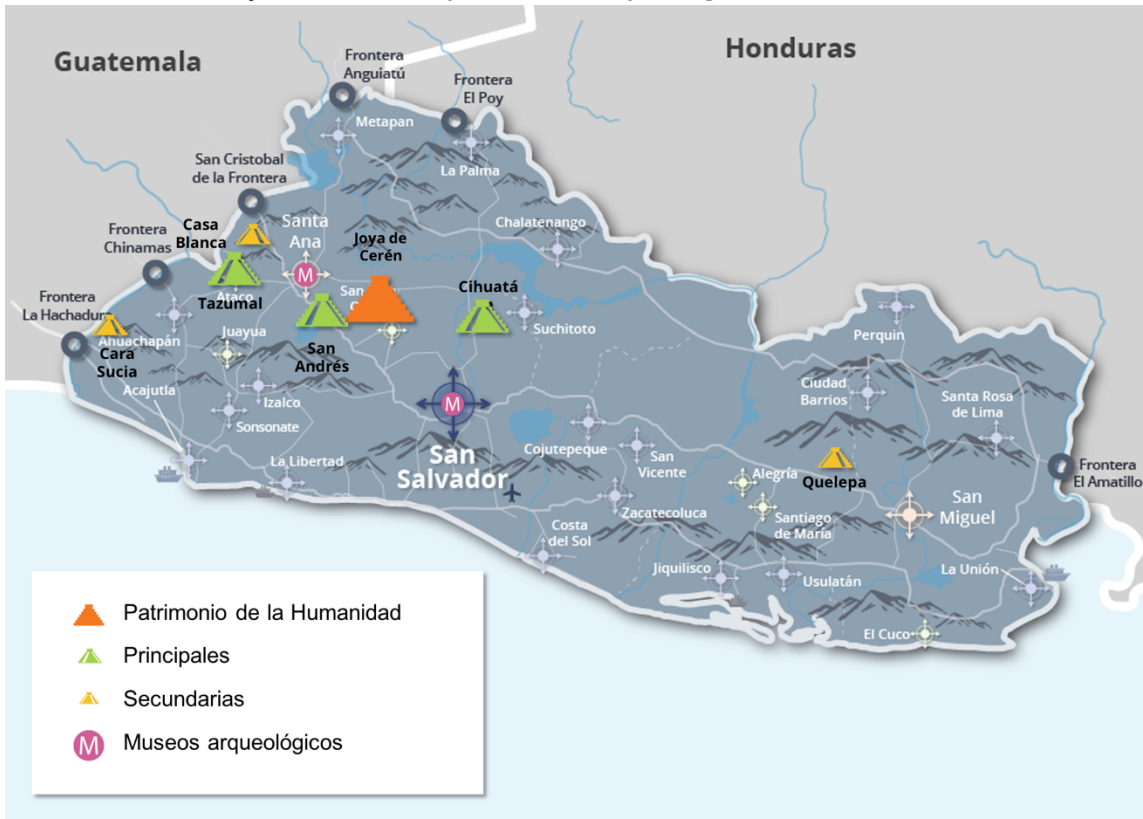 Guatemala
Honduras
Frontera
Anguiatú
Frontera
El Poy
Metapan
La Palma
San Cristobal
de la Frontera
Casa
Blanca
Santa
Ana
Frontera
Chinamas
Joya de
Cerén
Chalatenango
M
Cihuatá
San
Ataco
Tazumal
Frontera
La Hachadura
Juayua
Suchitoto
Ahuachapán
Cara
Sucia
San
Andrés
Perquin
Acajutla
Izalco
M
Ciudad
Barrios
Santa Rosa
de Lima
Sonsonate
San
Salvador
La Libertad
Cojutepeque
San
Vicente
Alegría
Quelepa
Frontera
El Amatillo
Zacatecoluca
Santiago
de María
San
Miguel
Costa
del Sol
Jiquilisco
Usulatán
La Unión
El Cuco
Patrimonio de la Humanidad
Principales
Secundarias
M Museos arqueológicos